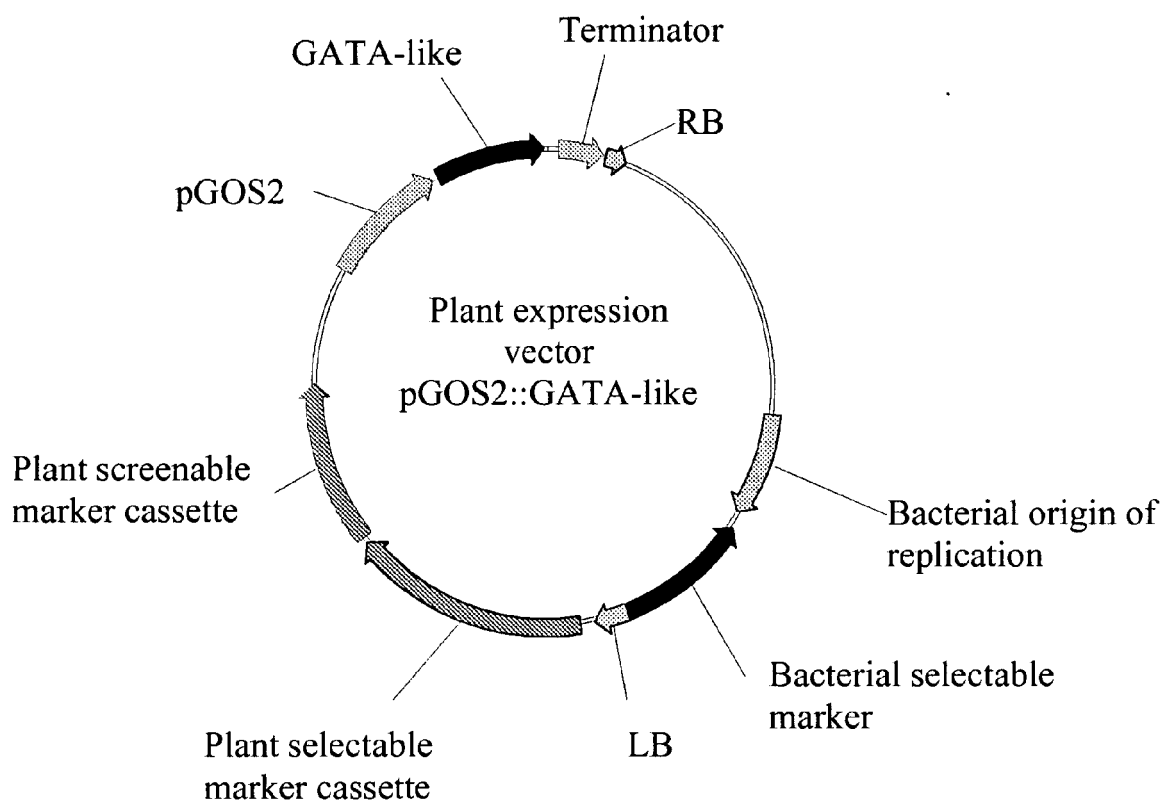 Terminator
GATA-like
RB
pGOS2
Plant expression
vector
pGOS2::GATA-like
Plant screenable
marker cassette
Bacterial origin of
replication
Bacterial selectable
marker
LB
Plant selectable
marker cassette